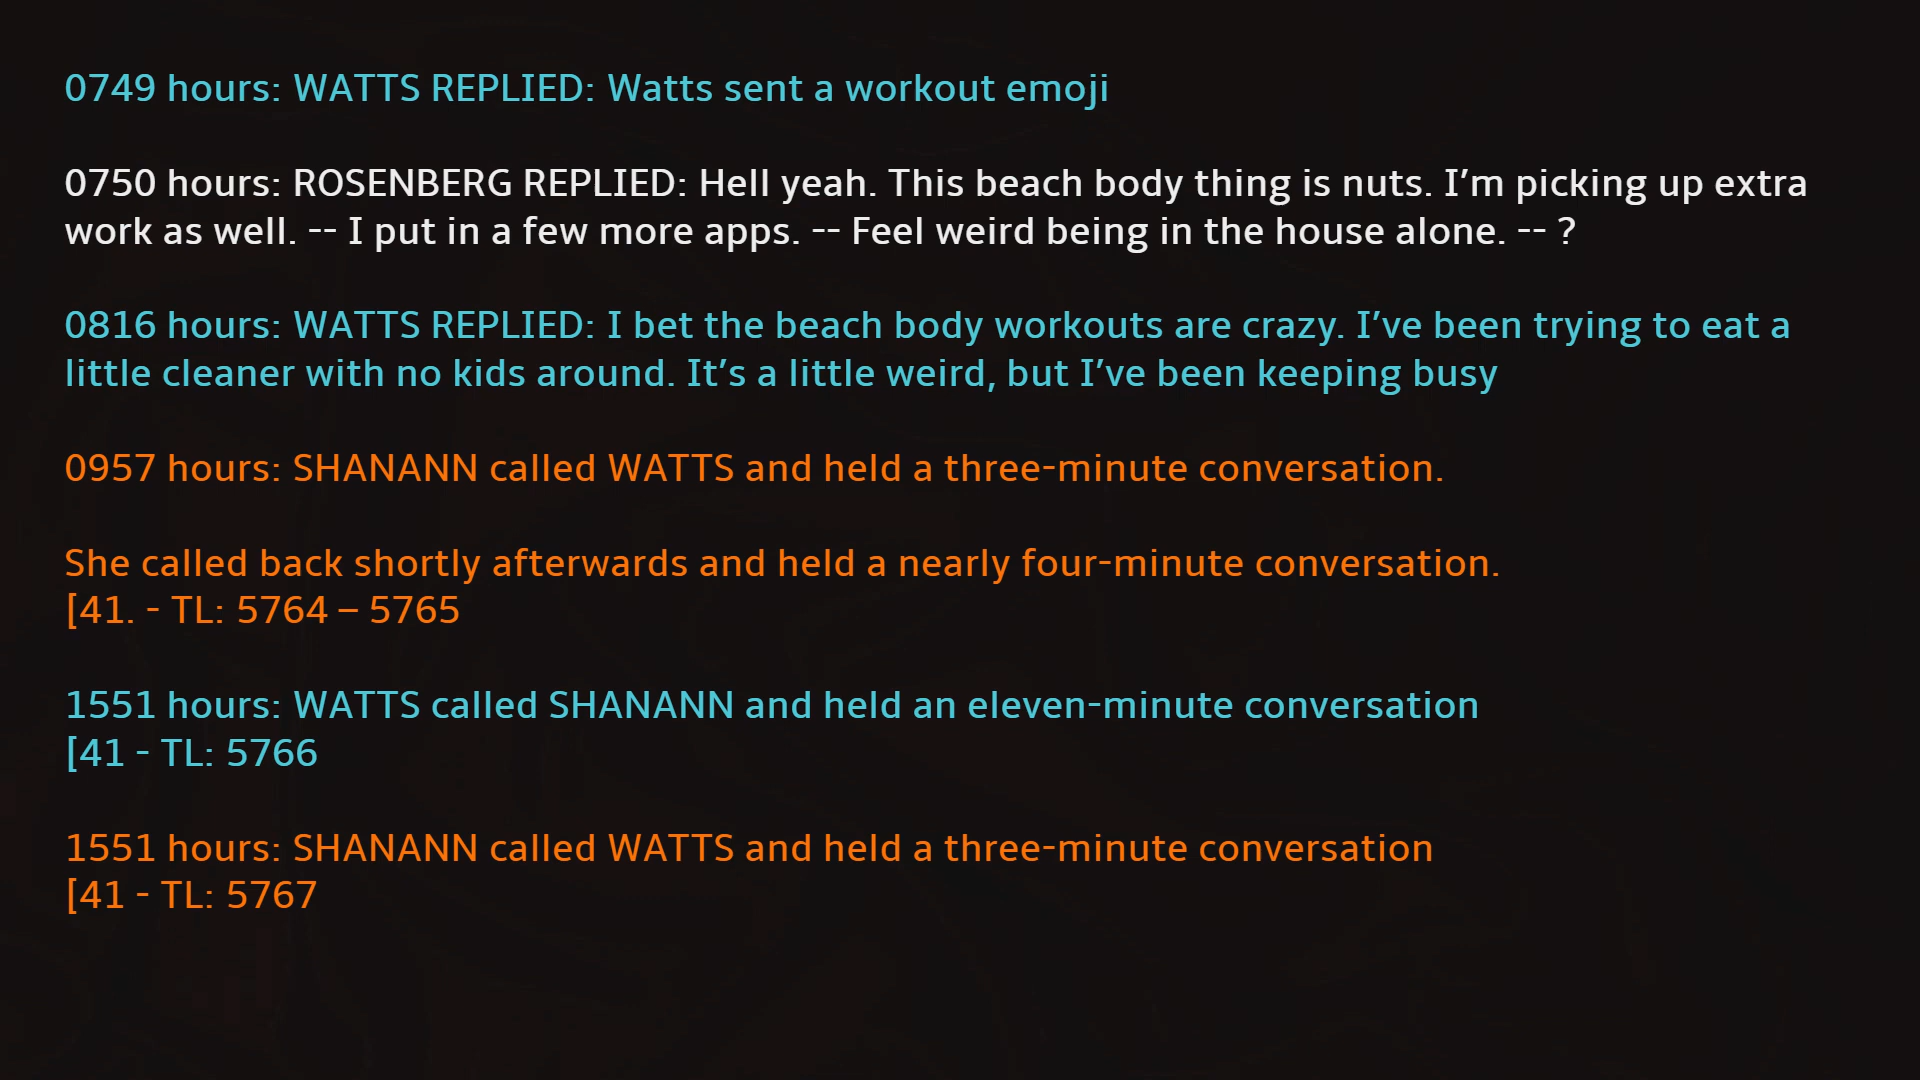 0749 hours: WATTS REPLIED: Watts sent a workout emoji
0750 hours: ROSENBERG REPLIED: Hell yeah. This beach body thing is nuts. I’m picking up extra
work as well. -- I put in a few more apps. -- Feel weird being in the house alone. -- ?
0816 hours: WATTS REPLIED: I bet the beach body workouts are crazy. I’ve been trying to eat a
little cleaner with no kids around. It’s a little weird, but I’ve been keeping busy
0957 hours: SHANANN called WATTS and held a three-minute conversation.
She called back shortly afterwards and held a nearly four-minute conversation.
[41. - TL: 5764 – 5765
1551 hours: WATTS called SHANANN and held an eleven-minute conversation
[41 - TL: 5766
1551 hours: SHANANN called WATTS and held a three-minute conversation
[41 - TL: 5767